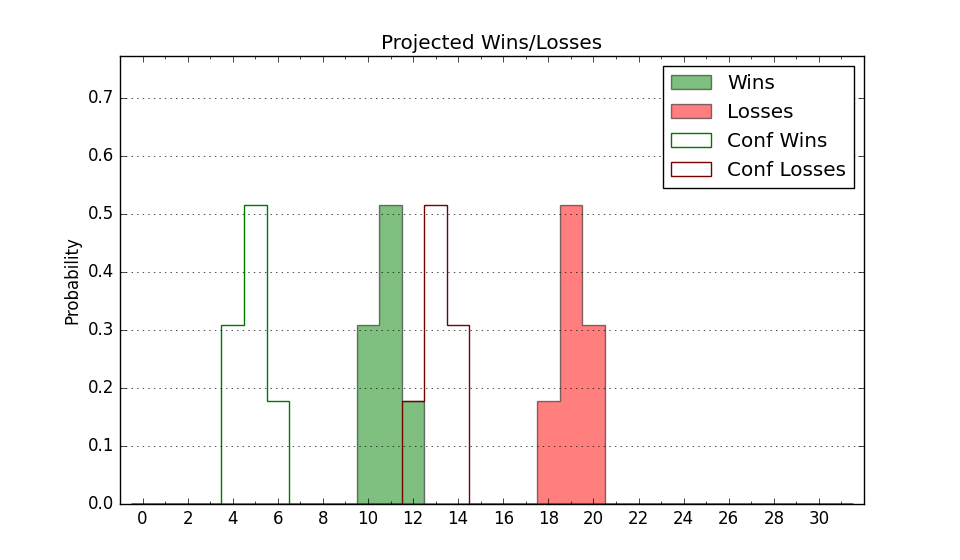 Projected Wins/Losses
Wins
Losses
Conf Wins
Conf Losses
Probability
0.7
0.6
0.5
0.4
0.3
0.2
0.1
0.0
0 2 4 6 8 10 12 14 16 18 20 22 24 26 28 30